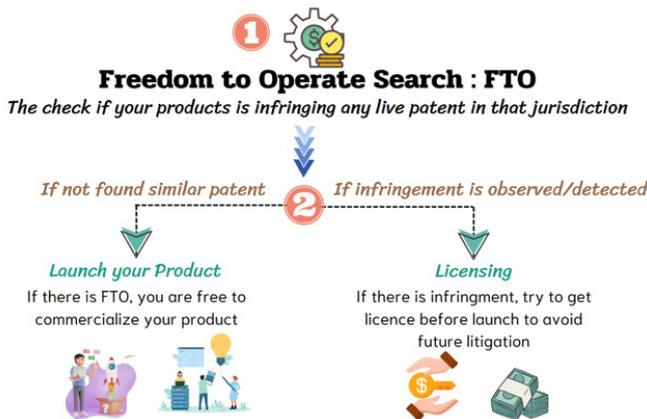 1
Freedom to Operate Search : FTO
The check if your products is infringing any live patent in that jurisdiction
If not found similar patent
2
If infringement is observed/detected
Launch your Product
If there is FTO, you are free to
commercialize your product
Licensing
If there is infringment, try to get
licence before launch to avoid
future litigation